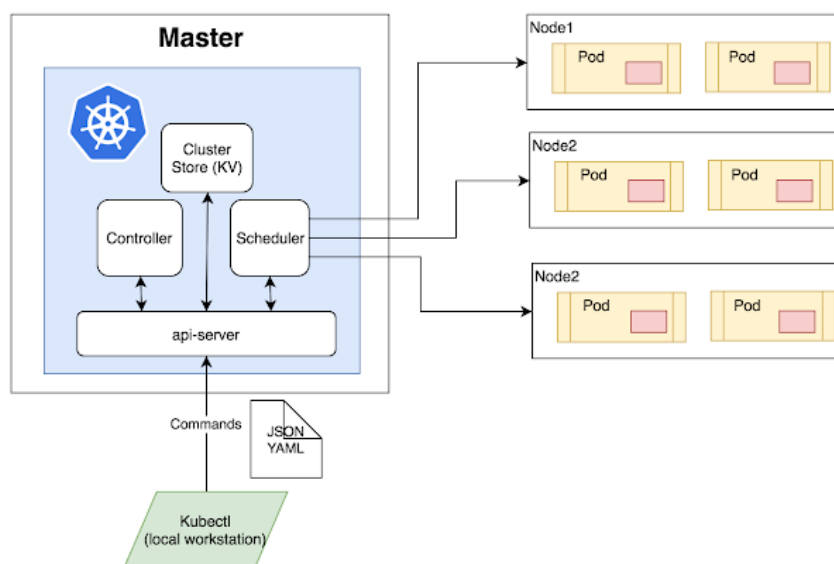 Master
Cluster
Store (KV)
Controller
Scheduler
api-server
Commands
JSON
YAML
Kubectl
(local workstation)
Node1
Pod
Pod
Node2
Pod
Pod
Node2
Pod
Pod